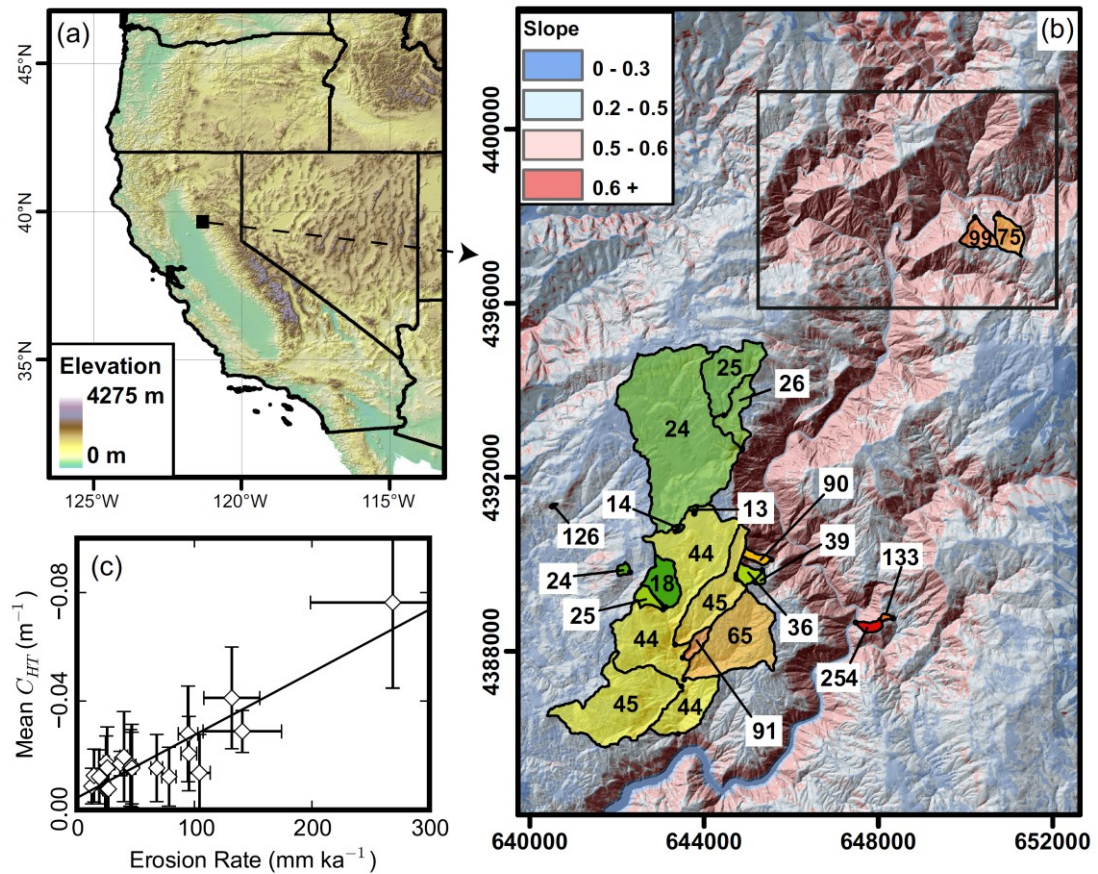 (a)
45°N
40°N
35°N
Elevation
4275 m
0 m
125°W
120°W
115°W
(b)
Slope
0 - 0.3
0.2 - 0.5
0.5 - 0.6
0.6 +
4400000
4396000
4392000
4388000
99
75
25
26
24
14
13
90
126
44
39
24
18
133
25
45
36
44
65
254
45
44
91
640000
644000
648000
652000
(c)
-0.08
-0.04
0.00
Mean C_HT (m⁻¹)
0
100
200
300
Erosion Rate (mm ka⁻¹)